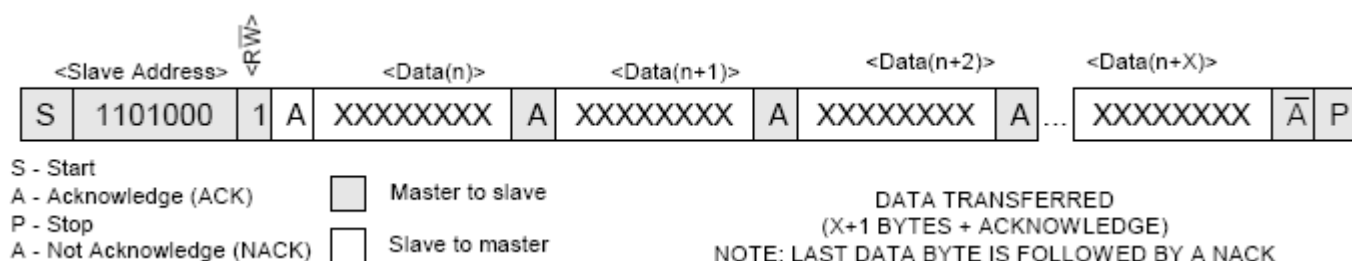 <RW̅>
<Slave Address> <Data(n)> <Data(n+1)> <Data(n+2)> <Data(n+X)>
S 1101000 1 A XXXXXXXX A XXXXXXXX A XXXXXXXX A ... XXXXXXXX A̅ P
S - Start
A - Acknowledge (ACK) Master to slave DATA TRANSFERRED
P - Stop (X+1 BYTES + ACKNOWLEDGE)
A - Not Acknowledge (NACK) Slave to master NOTE: LAST DATA BYTE IS FOLLOWED BY A NACK